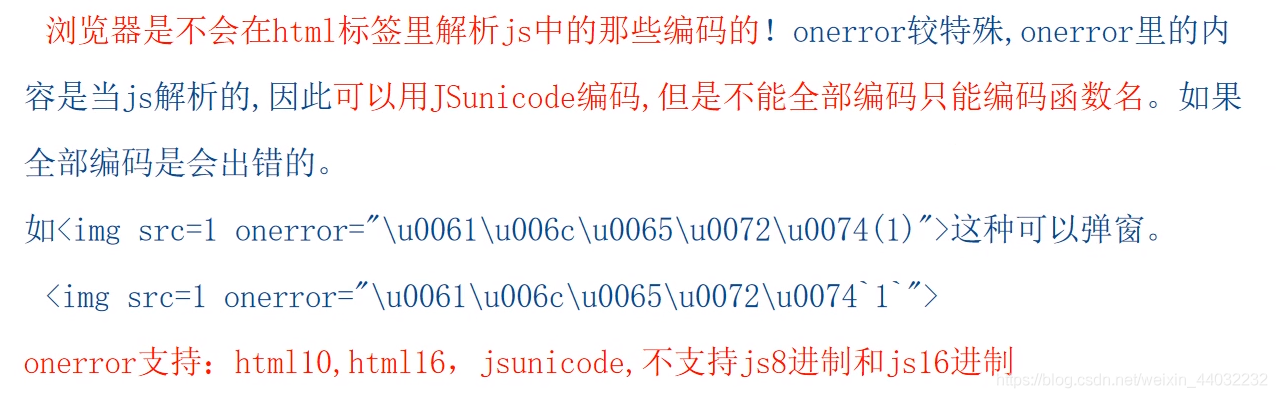 浏览器是不会在html标签里解析js中的那些编码的！onerror较特殊,onerror里的内
容是当js解析的,因此可以用JSunicode编码,但是不能全部编码只能编码函数名。如果
全部编码是会出错的。
如<img src=1 onerror="\u0061\u006c\u0065\u0072\u0074(1)">这种可以弹窗。
<img src=1 onerror="\u0061\u006c\u0065\u0072\u0074`1`">
onerror支持：html10,html16，jsunicode,不支持js8进制和js16进制
https://blog.csdn.net/weixin_44032232